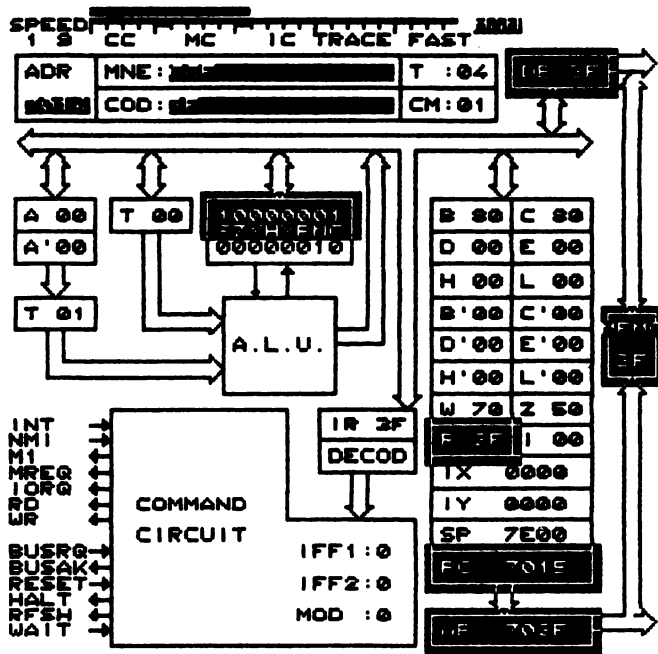 SPEED
1 S CC MC IC TRACE FAST
ADR MNE: T :04
COD: CM:01
A 00
A'00
T 00
10000001
00000010
T 01
A.L.U.
B 80 C 80
D 00 E 00
H 00 L 00
B'00 C'00
D'00 E'00
H'00 L'00
W 70 Z 50
I 00
IX 0000
IY 0000
SP 7E00
PC 7015
IR 3F
DECOD
INT
NMI
M1
MREQ
IORQ
RD
WR
BUSRQ
BUSAK
RESET
HALT
RFSH
WAIT
COMMAND
CIRCUIT
IFF1:0
IFF2:0
MOD :0